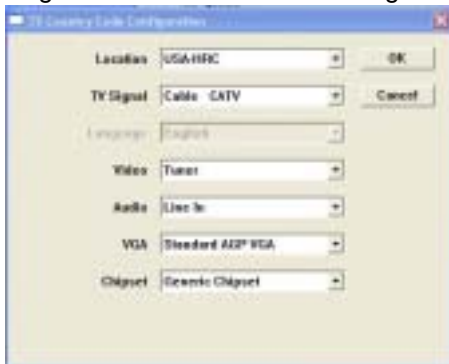 TV Country Code Configuration
Location USA-HRC OK
TV Signal Cable CATV Cancel
Language English
Video Tuner
Audio Line In
VGA Standard AGP VGA
Chipset Generic Chipset